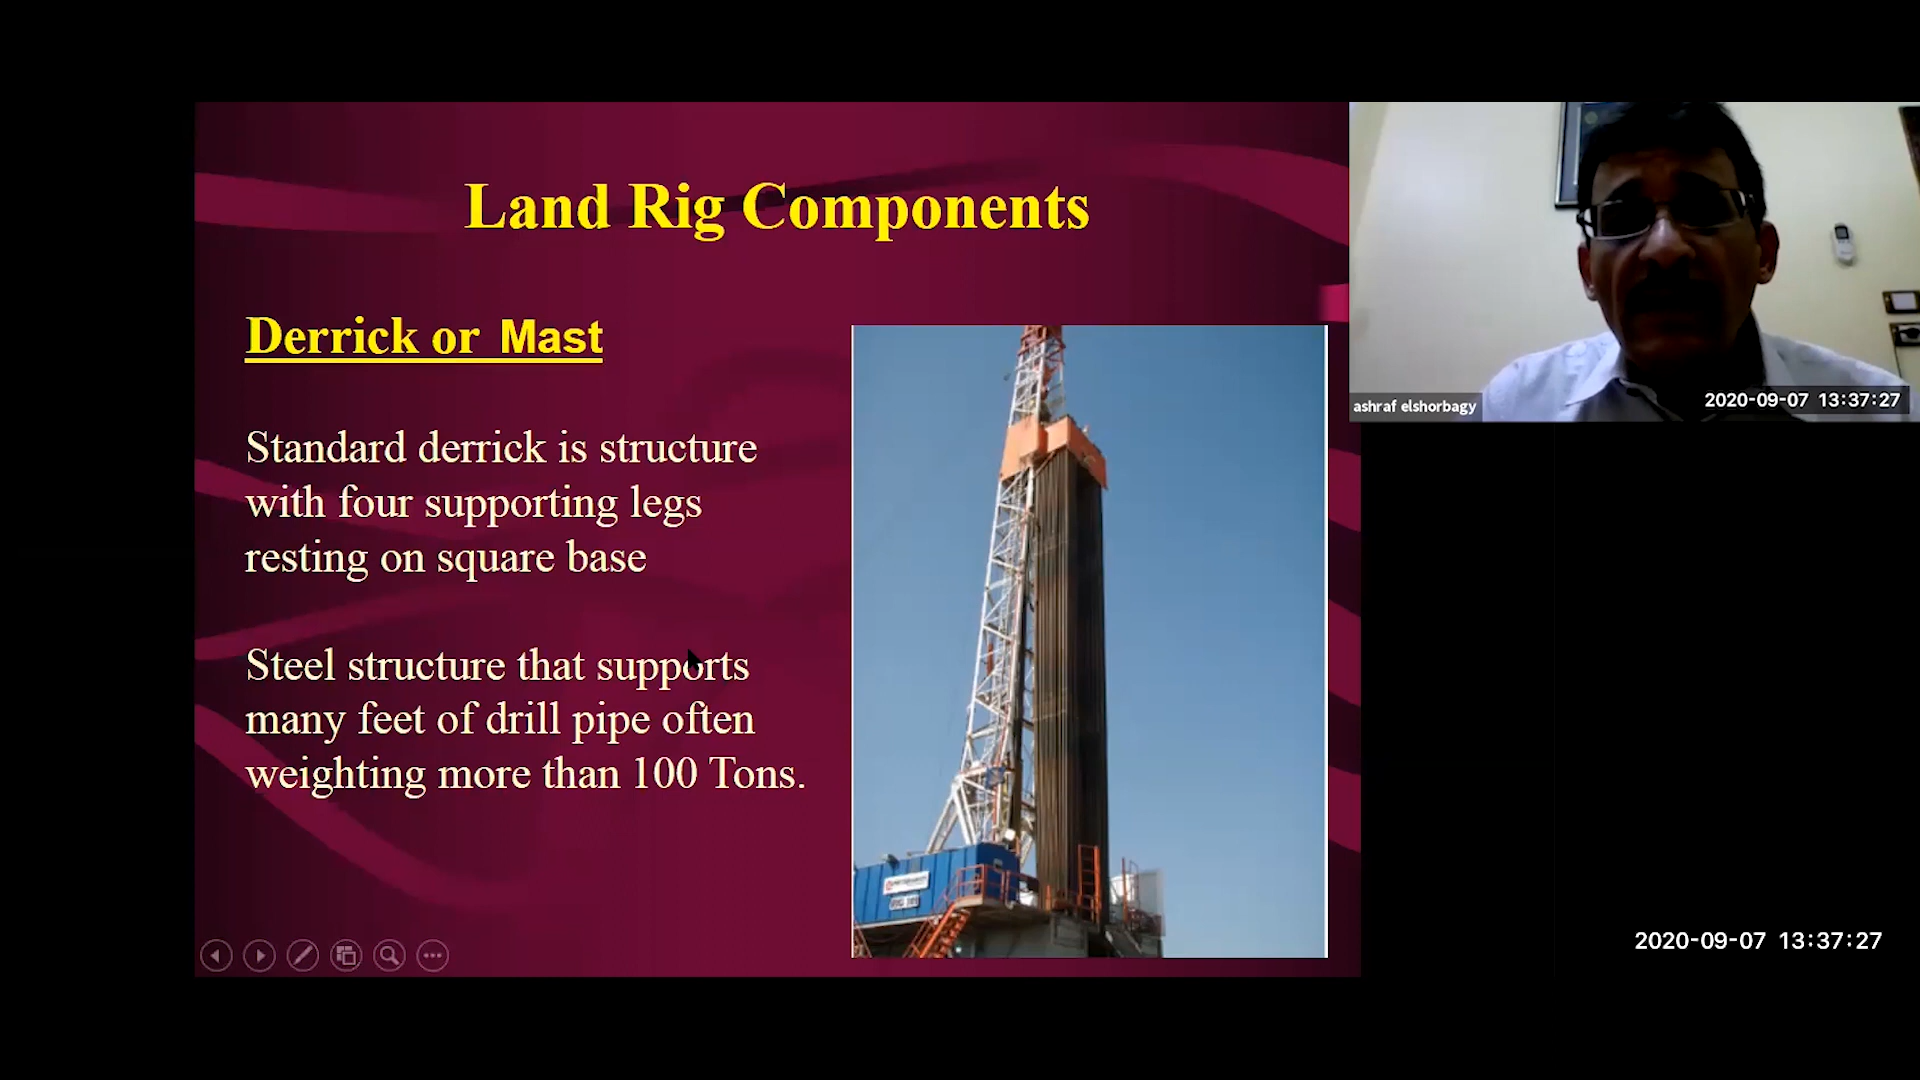 Land Rig Components
Derrick or Mast
Standard derrick is structure
with four supporting legs
resting on square base
Steel structure that supports
many feet of drill pipe often
weighting more than 100 Tons.
ashraf elshorbagy
2020-09-07 13:37:27
2020-09-07 13:37:27